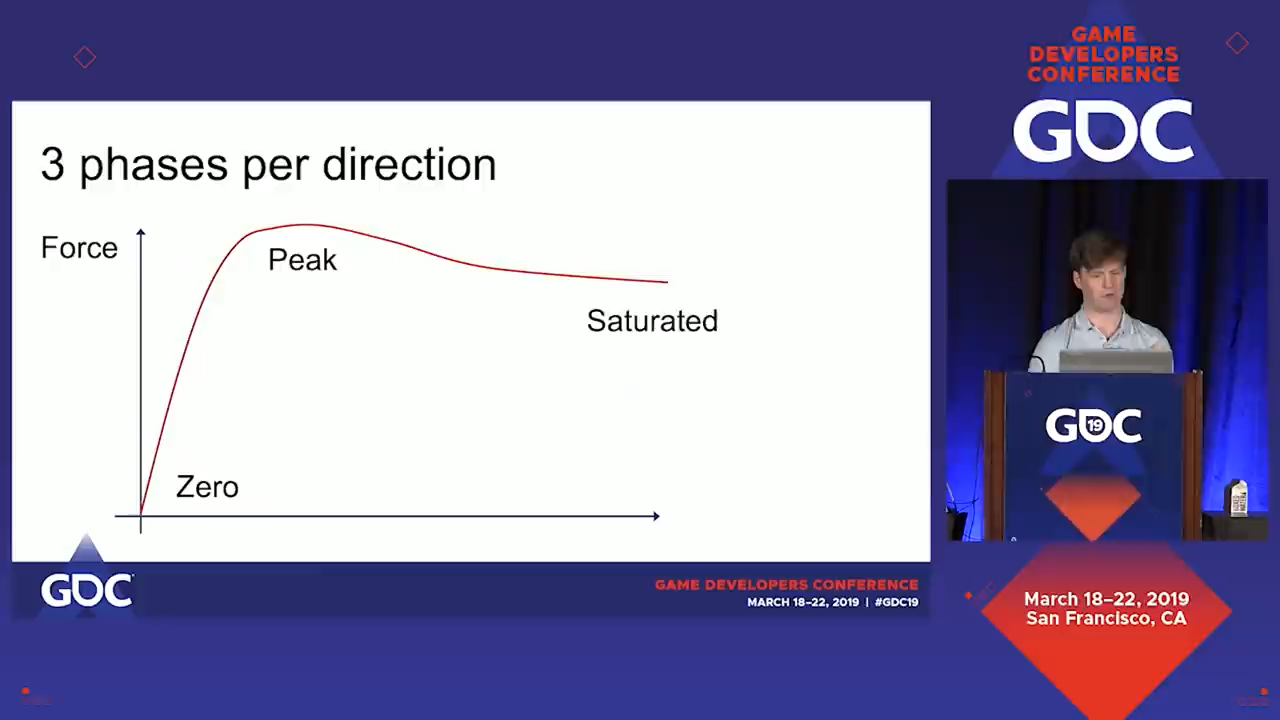 GAME
DEVELOPERS
CONFERENCE
GDC
3 phases per direction
Force
Peak
Saturated
Zero
GDC
GAME DEVELOPERS CONFERENCE
MARCH 18–22, 2019 | #GDC19
GDC
19
March 18–22, 2019
San Francisco, CA